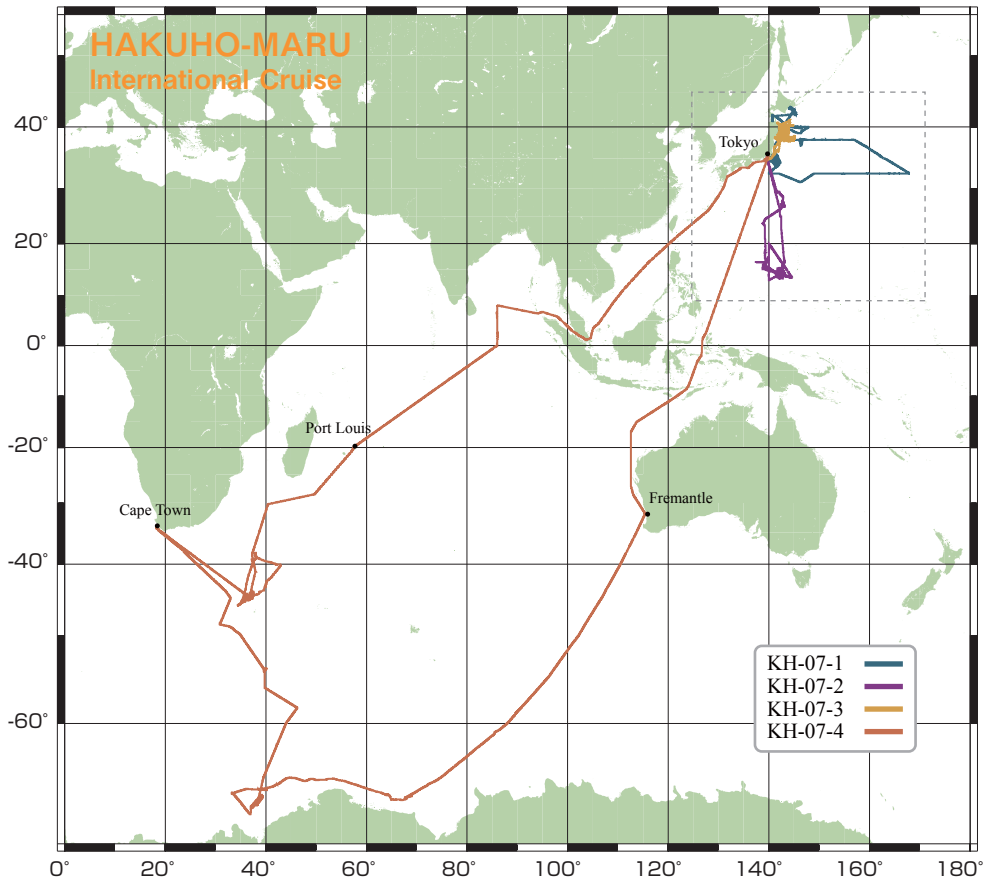 HAKUHO-MARU
International Cruise
40°
Tokyo
20°
0°
Port Louis
-20°
Fremantle
Cape Town
-40°
KH-07-1
KH-07-2
KH-07-3
KH-07-4
-60°
0° 20° 40° 60° 80° 100° 120° 140° 160° 180°